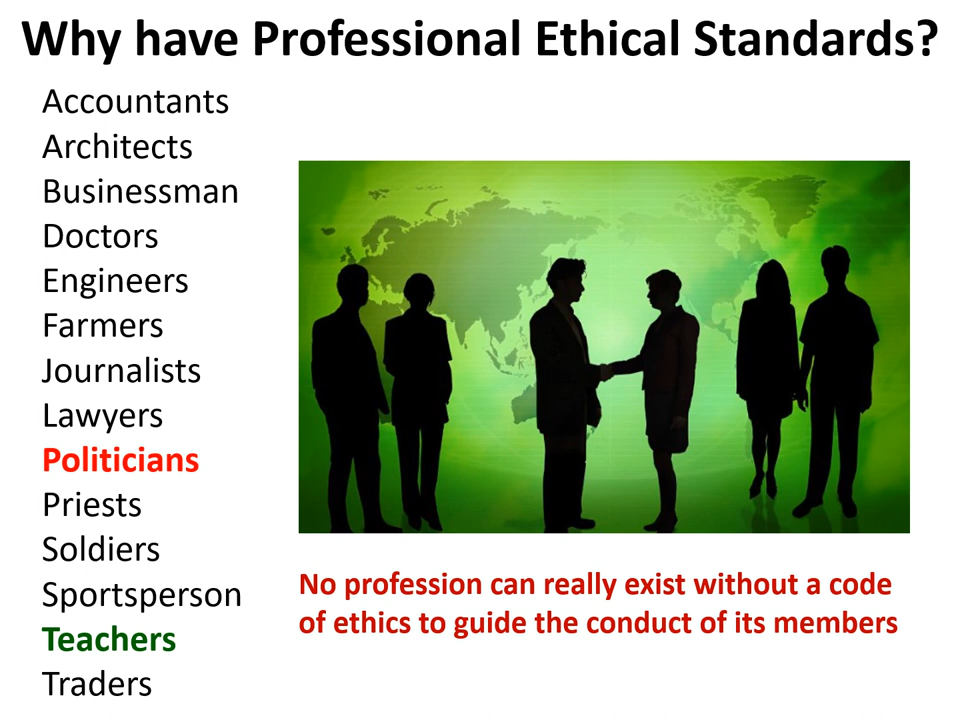 Why have Professional Ethical Standards?
Accountants
Architects
Businessman
Doctors
Engineers
Farmers
Journalists
Lawyers
Politicians
Priests
Soldiers
Sportsperson
Teachers
Traders
No profession can really exist without a code
of ethics to guide the conduct of its members